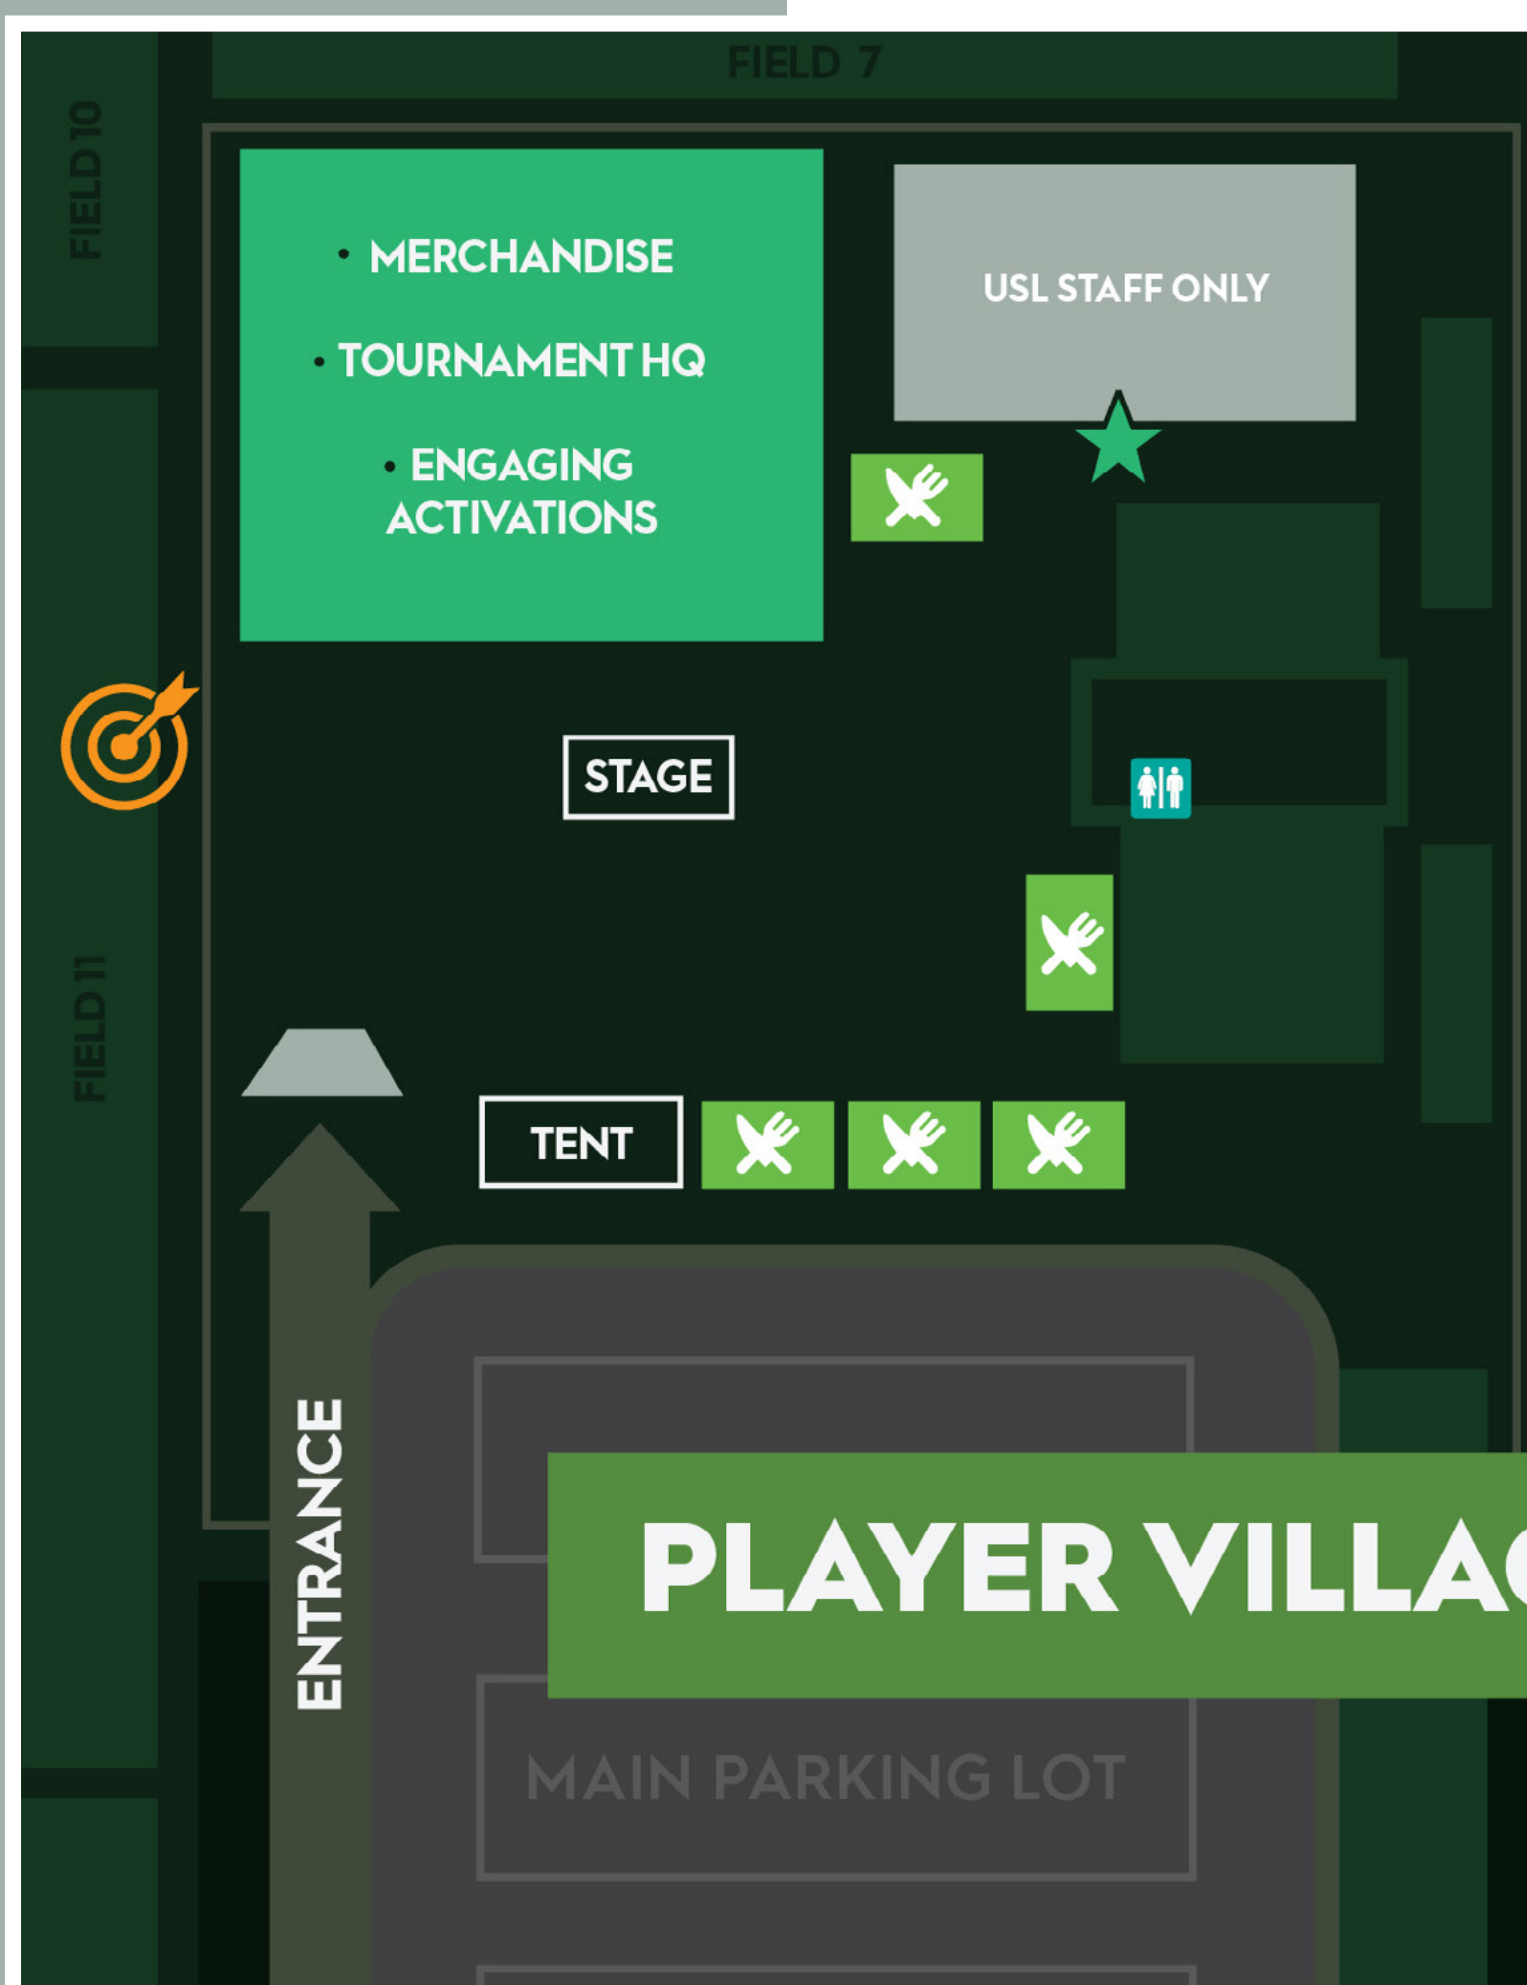 FIELD 7
FIELD 10
• MERCHANDISE
USL STAFF ONLY
• TOURNAMENT HQ
• ENGAGING
ACTIVATIONS
STAGE
FIELD 11
TENT
ENTRANCE
PLAYER VILLAG
MAIN PARKING LOT